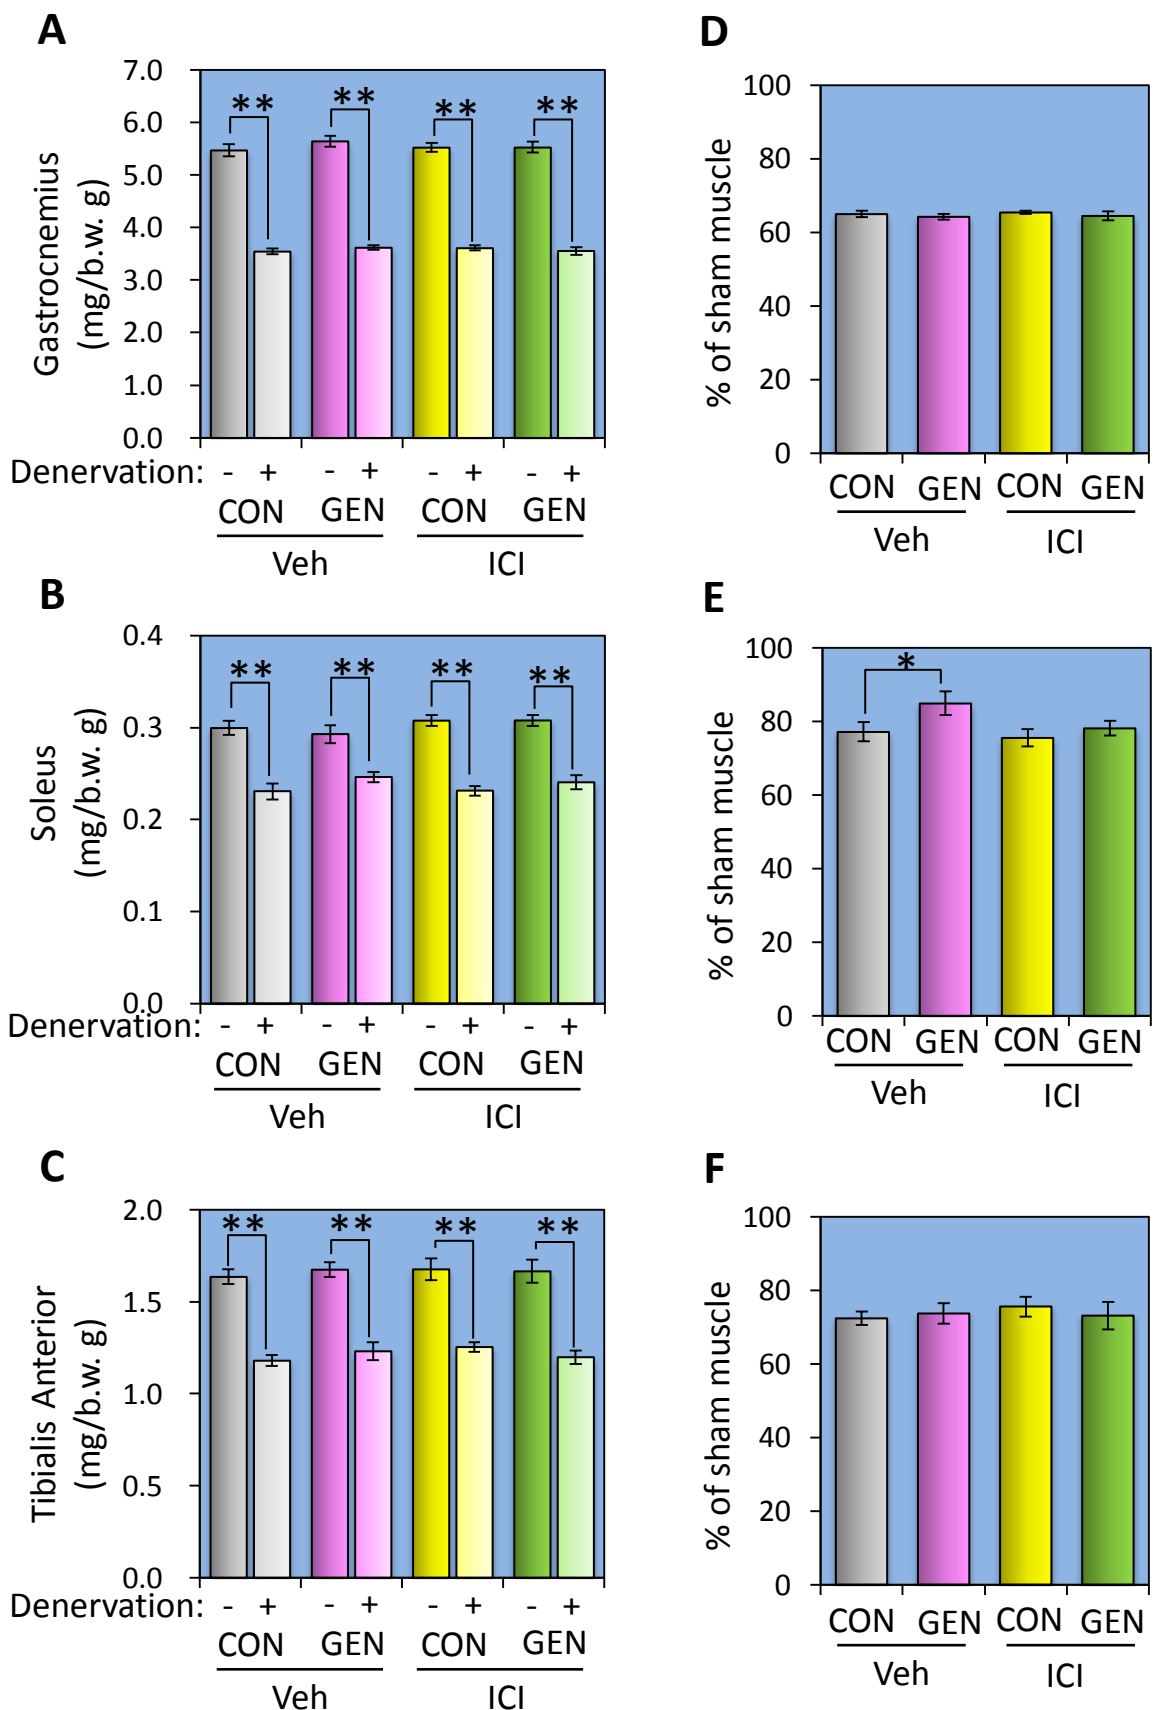 A
Gastrocnemius
(mg/b.w. g)
7.0
6.0
5.0
4.0
3.0
2.0
1.0
0.0
** ** ** **
Denervation: - + - + - + - +
CON GEN CON GEN
Veh ICI
D
% of sham muscle
100
80
60
40
20
0
CON GEN CON GEN
Veh ICI
B
Soleus
(mg/b.w. g)
0.4
0.3
0.2
0.1
0.0
** ** ** **
Denervation: - + - + - + - +
CON GEN CON GEN
Veh ICI
E
% of sham muscle
100
80
60
40
20
0
*
CON GEN CON GEN
Veh ICI
C
Tibialis Anterior
(mg/b.w. g)
2.0
1.5
1.0
0.5
0.0
** ** ** **
Denervation: - + - + - + - +
CON GEN CON GEN
Veh ICI
F
% of sham muscle
100
80
60
40
20
0
CON GEN CON GEN
Veh ICI